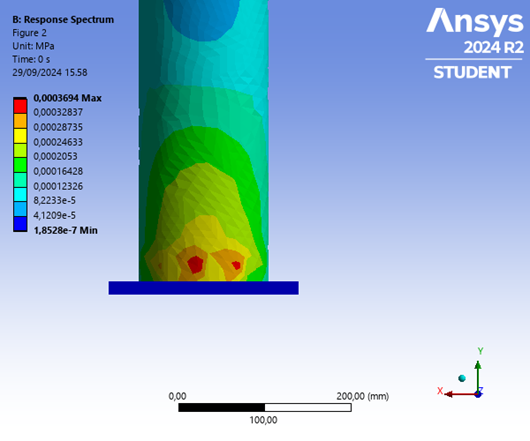 B: Response Spectrum
Figure 2
Unit: MPa
Time: 0 s
29/09/2024 15.58
0,0003694 Max
0,00032837
0,00028735
0,00024633
0,0002053
0,00016428
0,00012326
8,2233e-5
4,1209e-5
1,8528e-7 Min
Ansys
2024 R2
STUDENT
0,00
200,00 (mm)
100,00
Y
X
Z